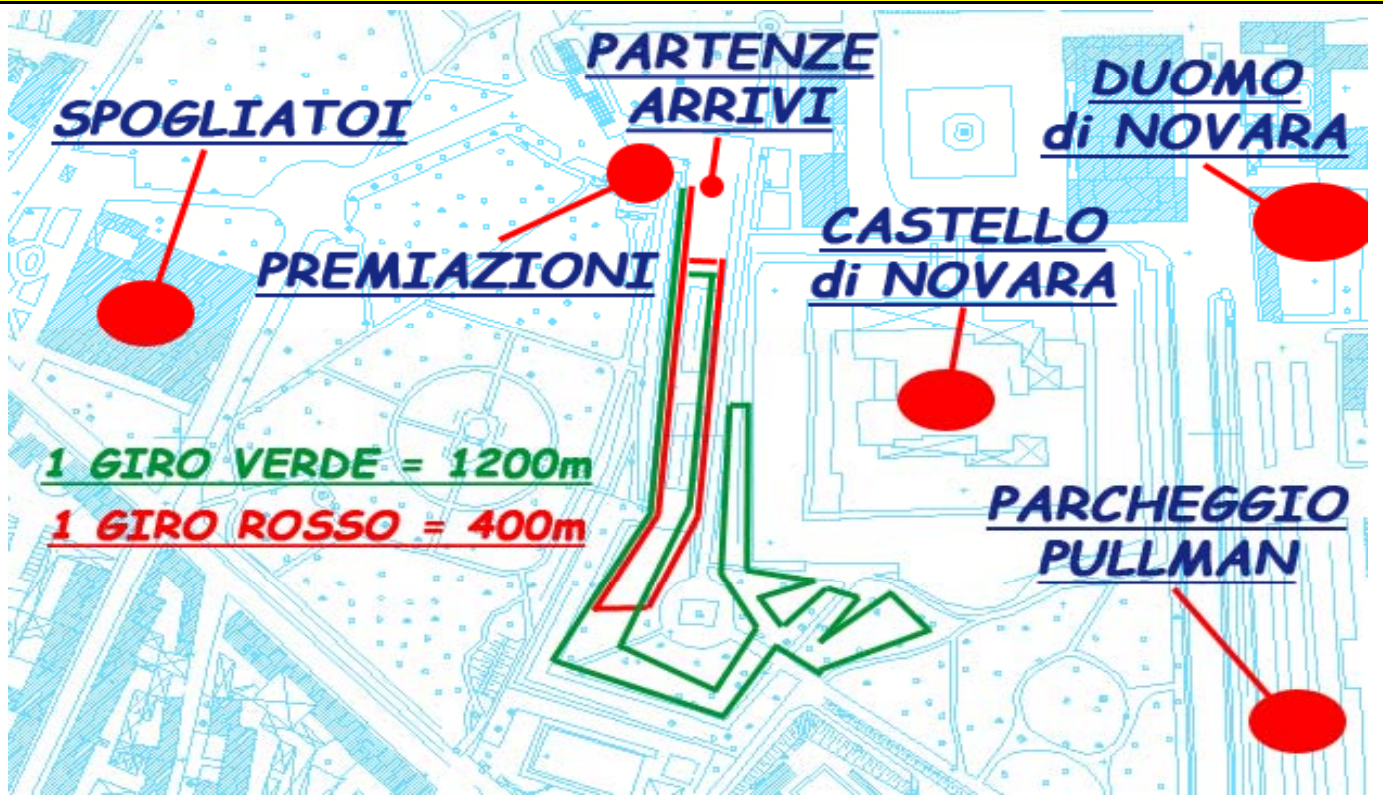 PARTENZE
ARRIVI
DUOMO
di NOVARA
SPOGLIATOI
CASTELLO
di NOVARA
PREMIAZIONI
1 GIRO VERDE = 1200m
1 GIRO ROSSO = 400m
PARCHEGGIO
PULLMAN